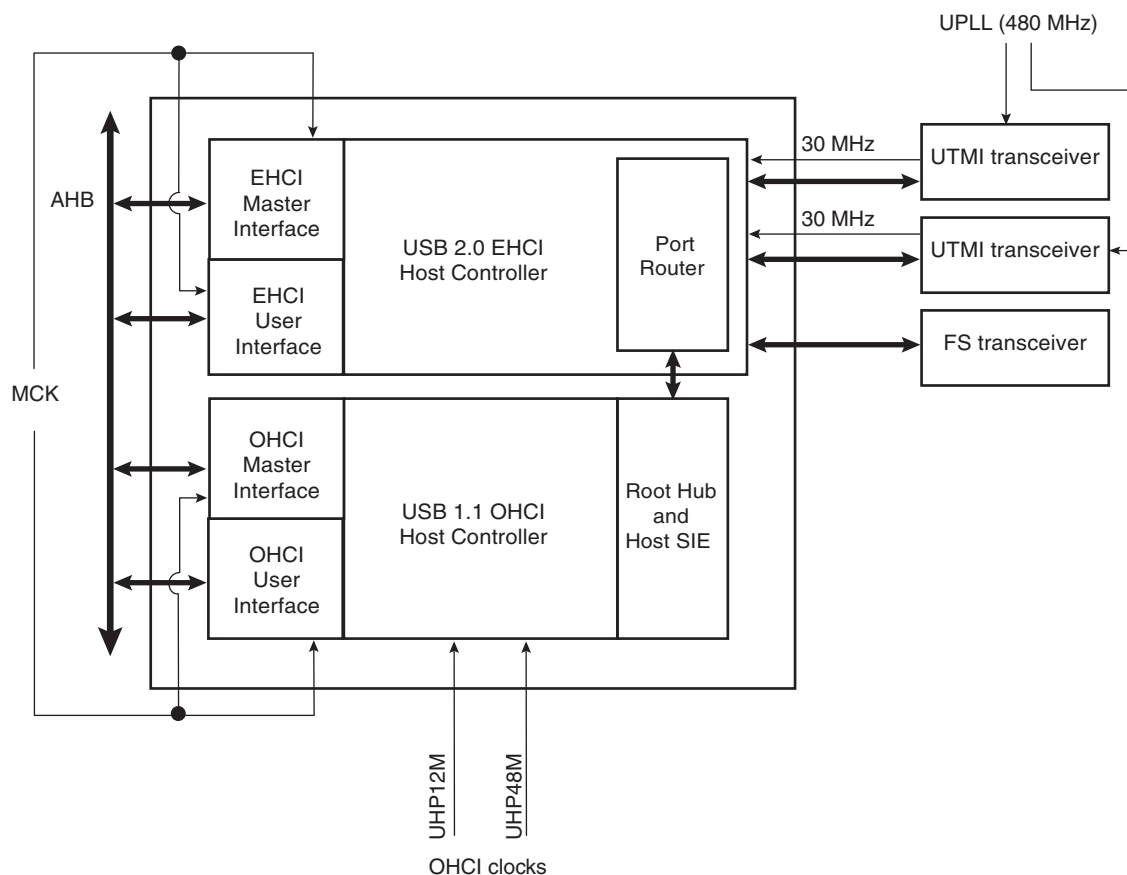 UPLL (480 MHz)
AHB
EHCI
Master
Interface
EHCI
User
Interface
USB 2.0 EHCI
Host Controller
Port
Router
30 MHz
UTMI transceiver
30 MHz
UTMI transceiver
FS transceiver
MCK
OHCI
Master
Interface
OHCI
User
Interface
USB 1.1 OHCI
Host Controller
Root Hub
and
Host SIE
UHP12M
UHP48M
OHCI clocks